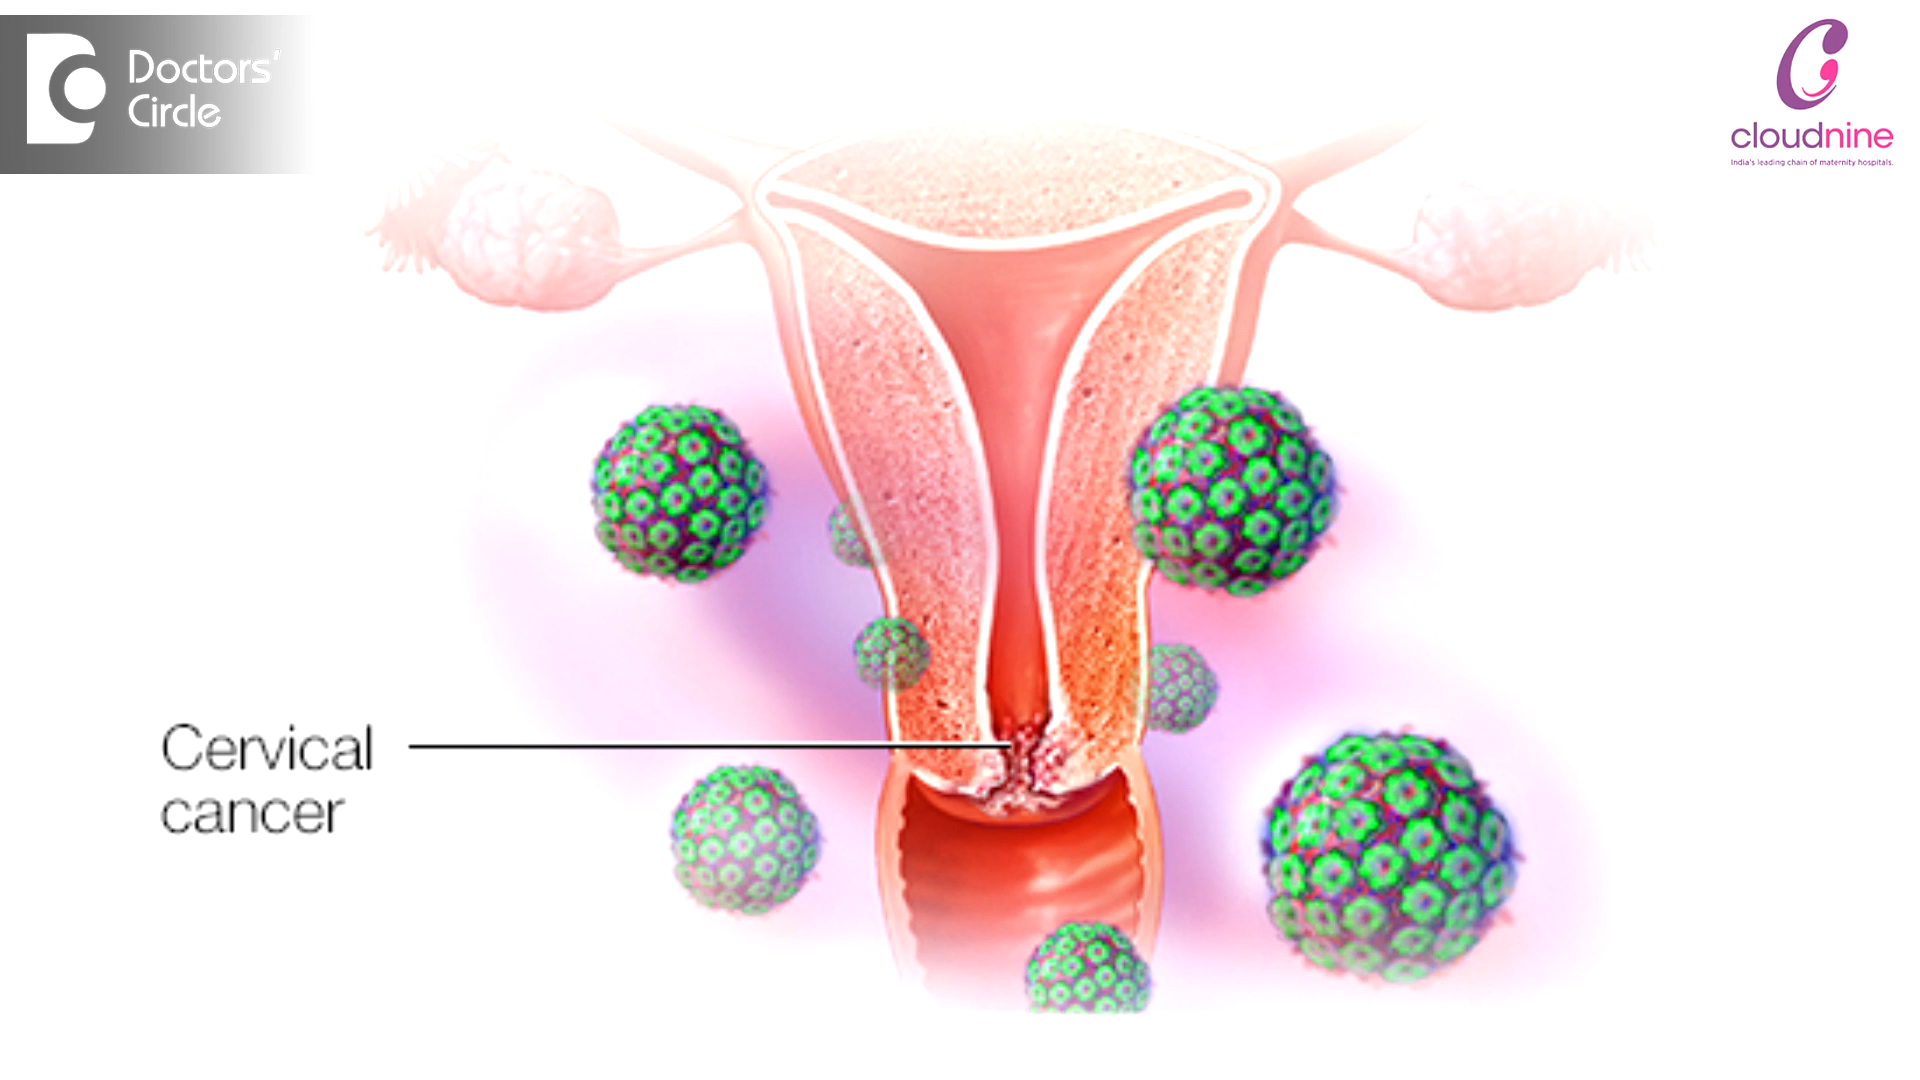 Doctors'
Circle
cloudnine
India's leading chain of maternity hospitals.
Cervical
cancer